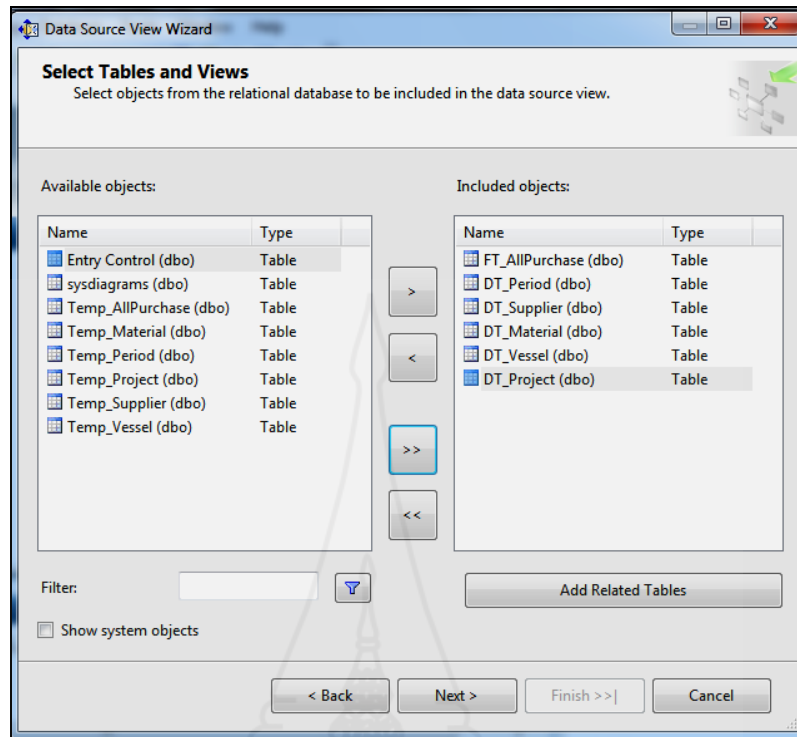 Data Source View Wizard
Select Tables and Views
Select objects from the relational database to be included in the data source view.
Available objects:
Name Type
Entry Control (dbo) Table
sysdiagrams (dbo) Table
Temp_AllPurchase (dbo) Table
Temp_Material (dbo) Table
Temp_Period (dbo) Table
Temp_Project (dbo) Table
Temp_Supplier (dbo) Table
Temp_Vessel (dbo) Table
>
<
>>
<<
Included objects:
Name Type
FT_AllPurchase (dbo) Table
DT_Period (dbo) Table
DT_Supplier (dbo) Table
DT_Material (dbo) Table
DT_Vessel (dbo) Table
DT_Project (dbo) Table
Filter:
Add Related Tables
Show system objects
< Back Next > Finish >>| Cancel